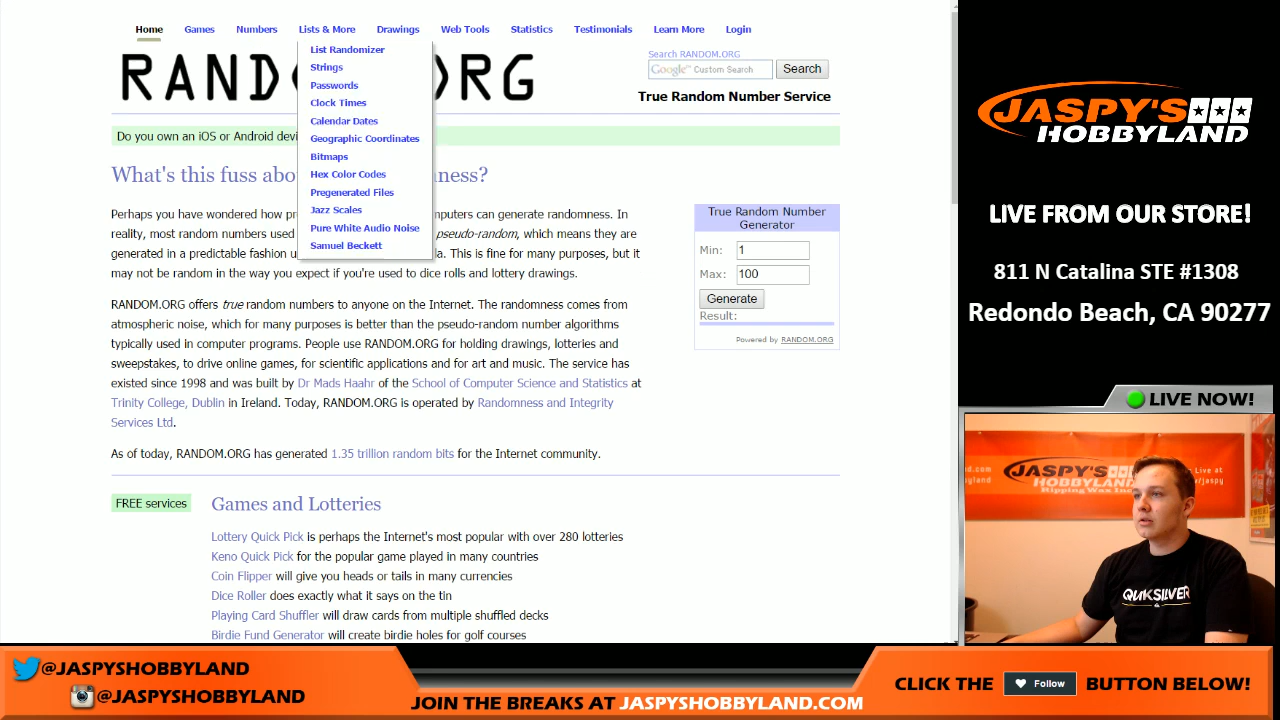 Home Games Numbers Lists & More Drawings Web Tools Statistics Testimonials Learn More Login
List Randomizer
Strings
Passwords
Clock Times
Calendar Dates
Geographic Coordinates
Bitmaps
Hex Color Codes
Pregenerated Files
Jazz Scales
Pure White Audio Noise
Samuel Beckett
RAND RG
Search RANDOM.ORG
Google™ Custom Search Search
True Random Number Service
Do you own an iOS or Android devi
What's this fuss abo ness?
Perhaps you have wondered how pr mputers can generate randomness. In
reality, most random numbers used pseudo-random, which means they are
generated in a predictable fashion u la. This is fine for many purposes, but it
may not be random in the way you expect if you're used to dice rolls and lottery drawings.
RANDOM.ORG offers true random numbers to anyone on the Internet. The randomness comes from
atmospheric noise, which for many purposes is better than the pseudo-random number algorithms
typically used in computer programs. People use RANDOM.ORG for holding drawings, lotteries and
sweepstakes, to drive online games, for scientific applications and for art and music. The service has
existed since 1998 and was built by Dr Mads Haahr of the School of Computer Science and Statistics at
Trinity College, Dublin in Ireland. Today, RANDOM.ORG is operated by Randomness and Integrity
Services Ltd.
As of today, RANDOM.ORG has generated 1.35 trillion random bits for the Internet community.
True Random Number
Generator
Min: 1
Max: 100
Generate
Result:
Powered by RANDOM.ORG
FREE services
Games and Lotteries
Lottery Quick Pick is perhaps the Internet's most popular with over 280 lotteries
Keno Quick Pick for the popular game played in many countries
Coin Flipper will give you heads or tails in many currencies
Dice Roller does exactly what it says on the tin
Playing Card Shuffler will draw cards from multiple shuffled decks
Birdie Fund Generator will create birdie holes for golf courses
JASPY'S
HOBBYLAND
LIVE FROM OUR STORE!
811 N Catalina STE #1308
Redondo Beach, CA 90277
LIVE NOW!
JASPY'S
HOBBYLAND
Ripping Wax Inc
QUIKSILVER
@JASPYSHOBBYLAND
@JASPYSHOBBYLAND
JOIN THE BREAKS AT JASPYSHOBBYLAND.COM
CLICK THE Follow BUTTON BELOW!